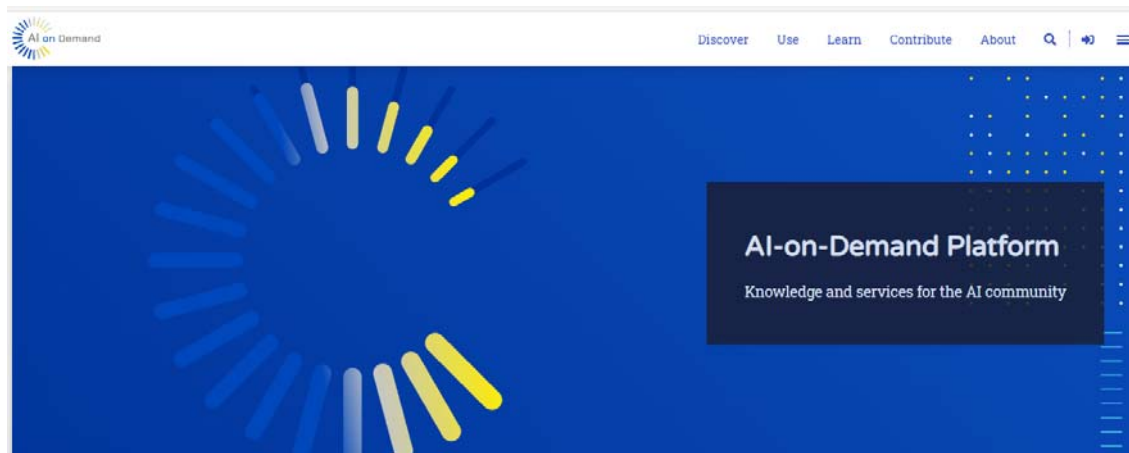 AI on Demand
Discover Use Learn Contribute About
AI-on-Demand Platform
Knowledge and services for the AI community